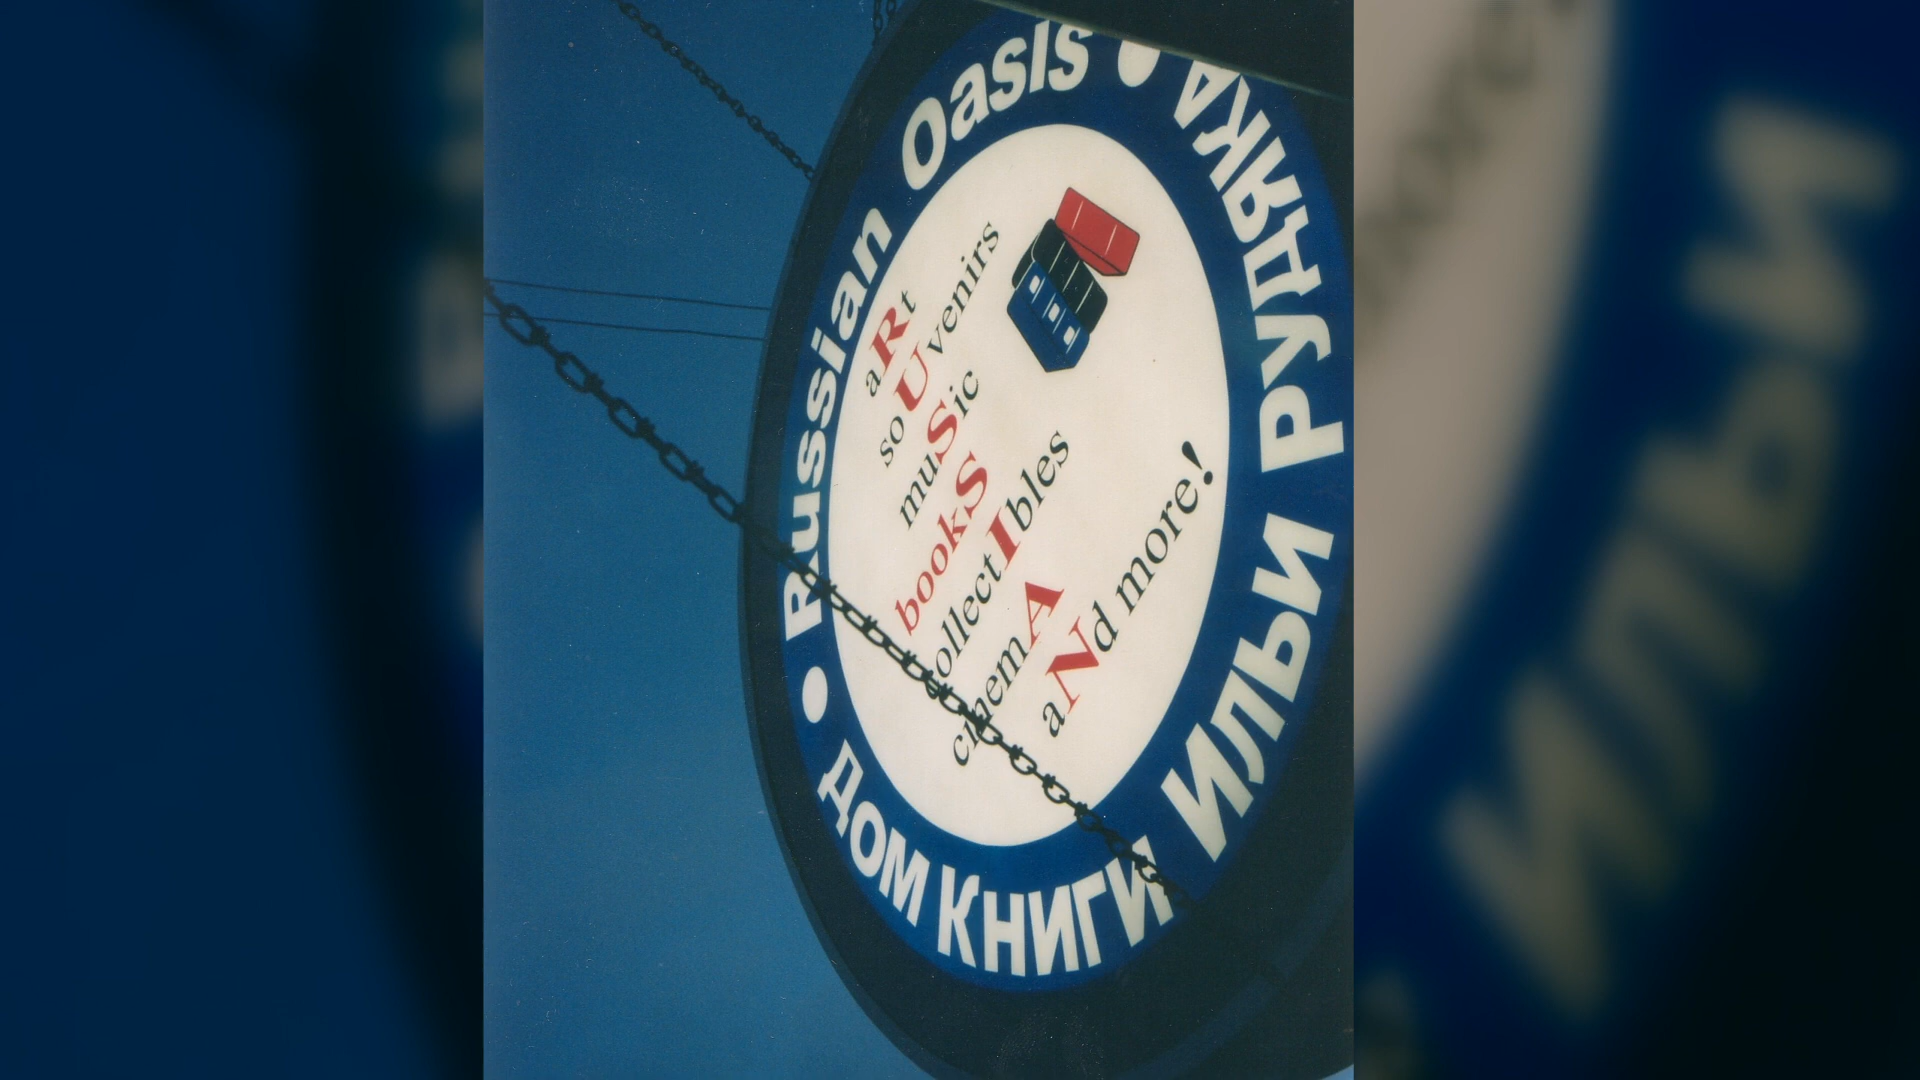 • Russian Oasis •
ДОМ КНИГИ ИЛЬИ РУДЯКА
aRt
soUvenirs
muSic
bookS
collectIbles
cinemA
aNd more!